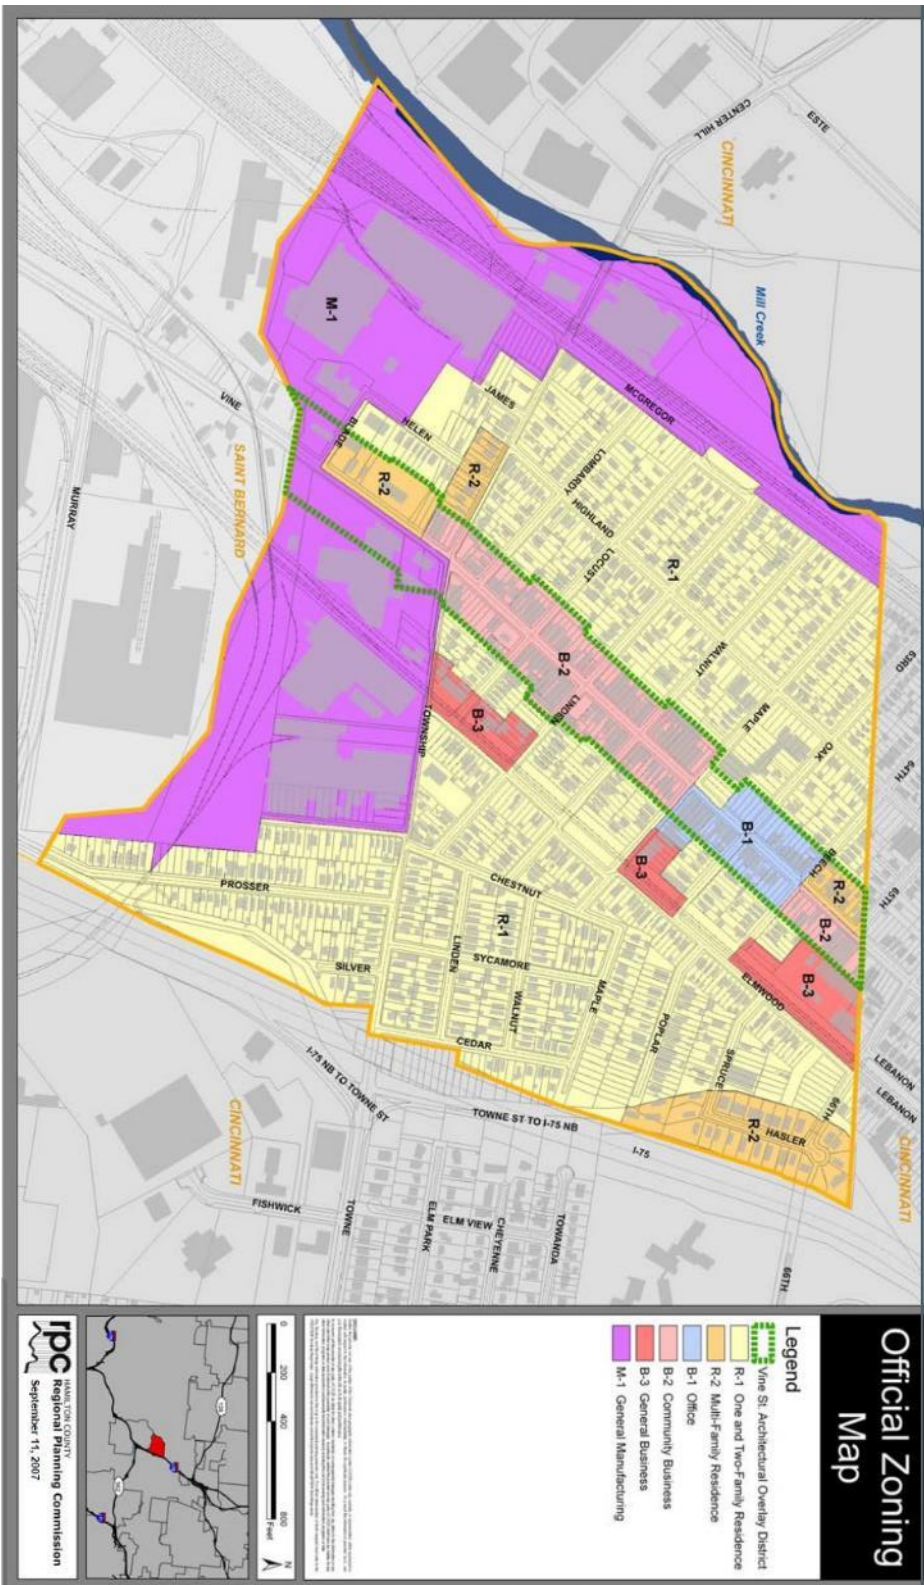 Official Zoning
Map
Legend
Vine St. Architectural Overlay District
R-1 One and Two-Family Residence
R-2 Multi-Family Residence
B-1 Office
B-2 Community Business
B-3 General Business
M-1 General Manufacturing
0 200 400 800
Feet
N
rpc
HAMILTON COUNTY
Regional Planning Commission
September 11, 2007
ESTE
CENTER HILL
CINCINNATI
Mill Creek
MCGREGOR
M-1
JAMES
HELEN
BLADE
VINE
SAINT BERNARD
MURRAY
LOMBARDY
HIGHLAND
LOCUST
R-1
R-2
R-2
WALNUT
MAPLE
OAK
63RD
64TH
65TH
B-2
LINDEN
B-3
TOWNSHIP
B-1
BEECH
R-2
B-2
B-3
B-3
ELMWOOD
LEBANON
LEBANON
CINCINNATI
CHESTNUT
PROSSER
R-1
SYCAMORE
LINDEN
WALNUT
MAPLE
POPLAR
SPRUCE
66TH
HASLER
R-2
SILVER
CEDAR
I-75 NB TO TOWNE ST
TOWNE ST TO I-75 NB
I-75
CINCINNATI
FISHWICK
TOWNE
ELM PARK
ELM VIEW
CHEYENNE
TOWANDA
66TH